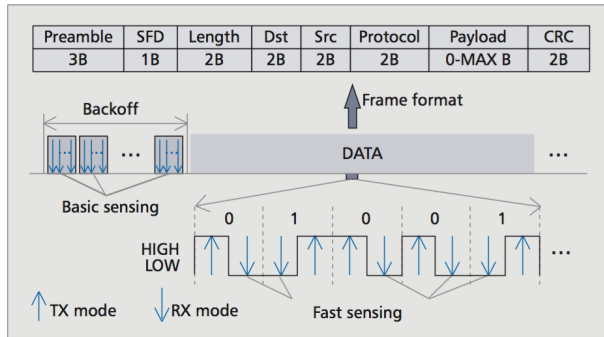 Preamble SFD Length Dst Src Protocol Payload CRC
3B 1B 2B 2B 2B 2B 0-MAX B 2B
Backoff
Frame format
... ... ...
... DATA ...
Basic sensing
0 1 0 0 1
HIGH
LOW
...
Fast sensing
TX mode RX mode